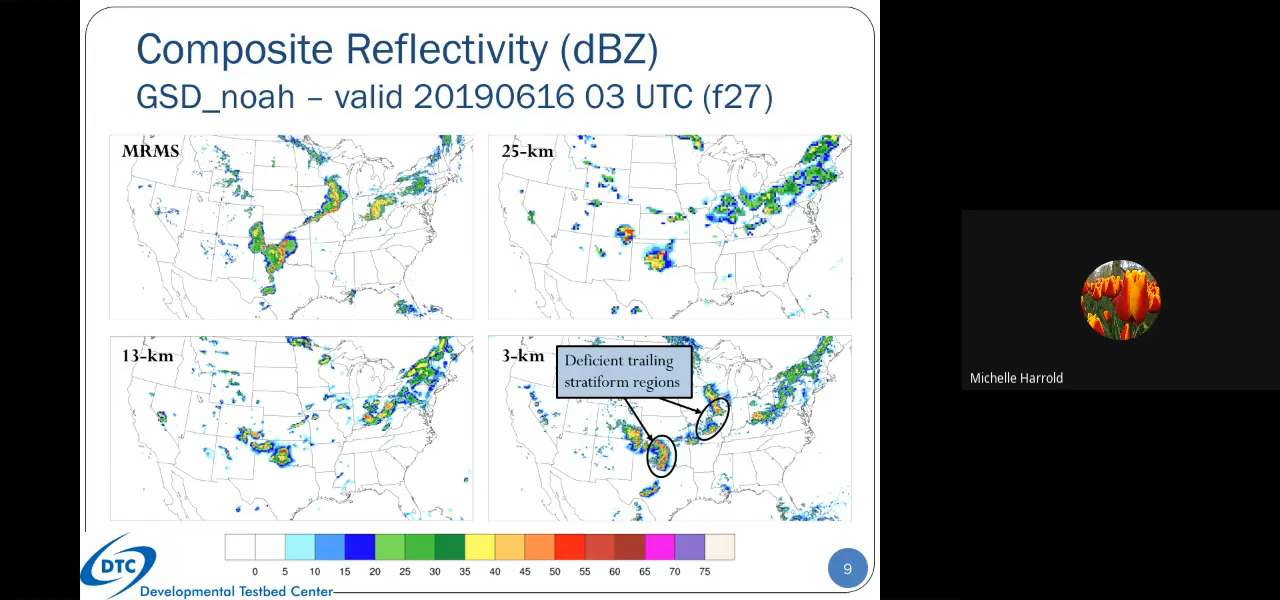 Composite Reflectivity (dBZ)
GSD_noah – valid 20190616 03 UTC (f27)
MRMS
25-km
13-km
3-km
Deficient trailing
stratiform regions
0 5 10 15 20 25 30 35 40 45 50 55 60 65 70 75
DTC
Developmental Testbed Center
9
Michelle Harrold